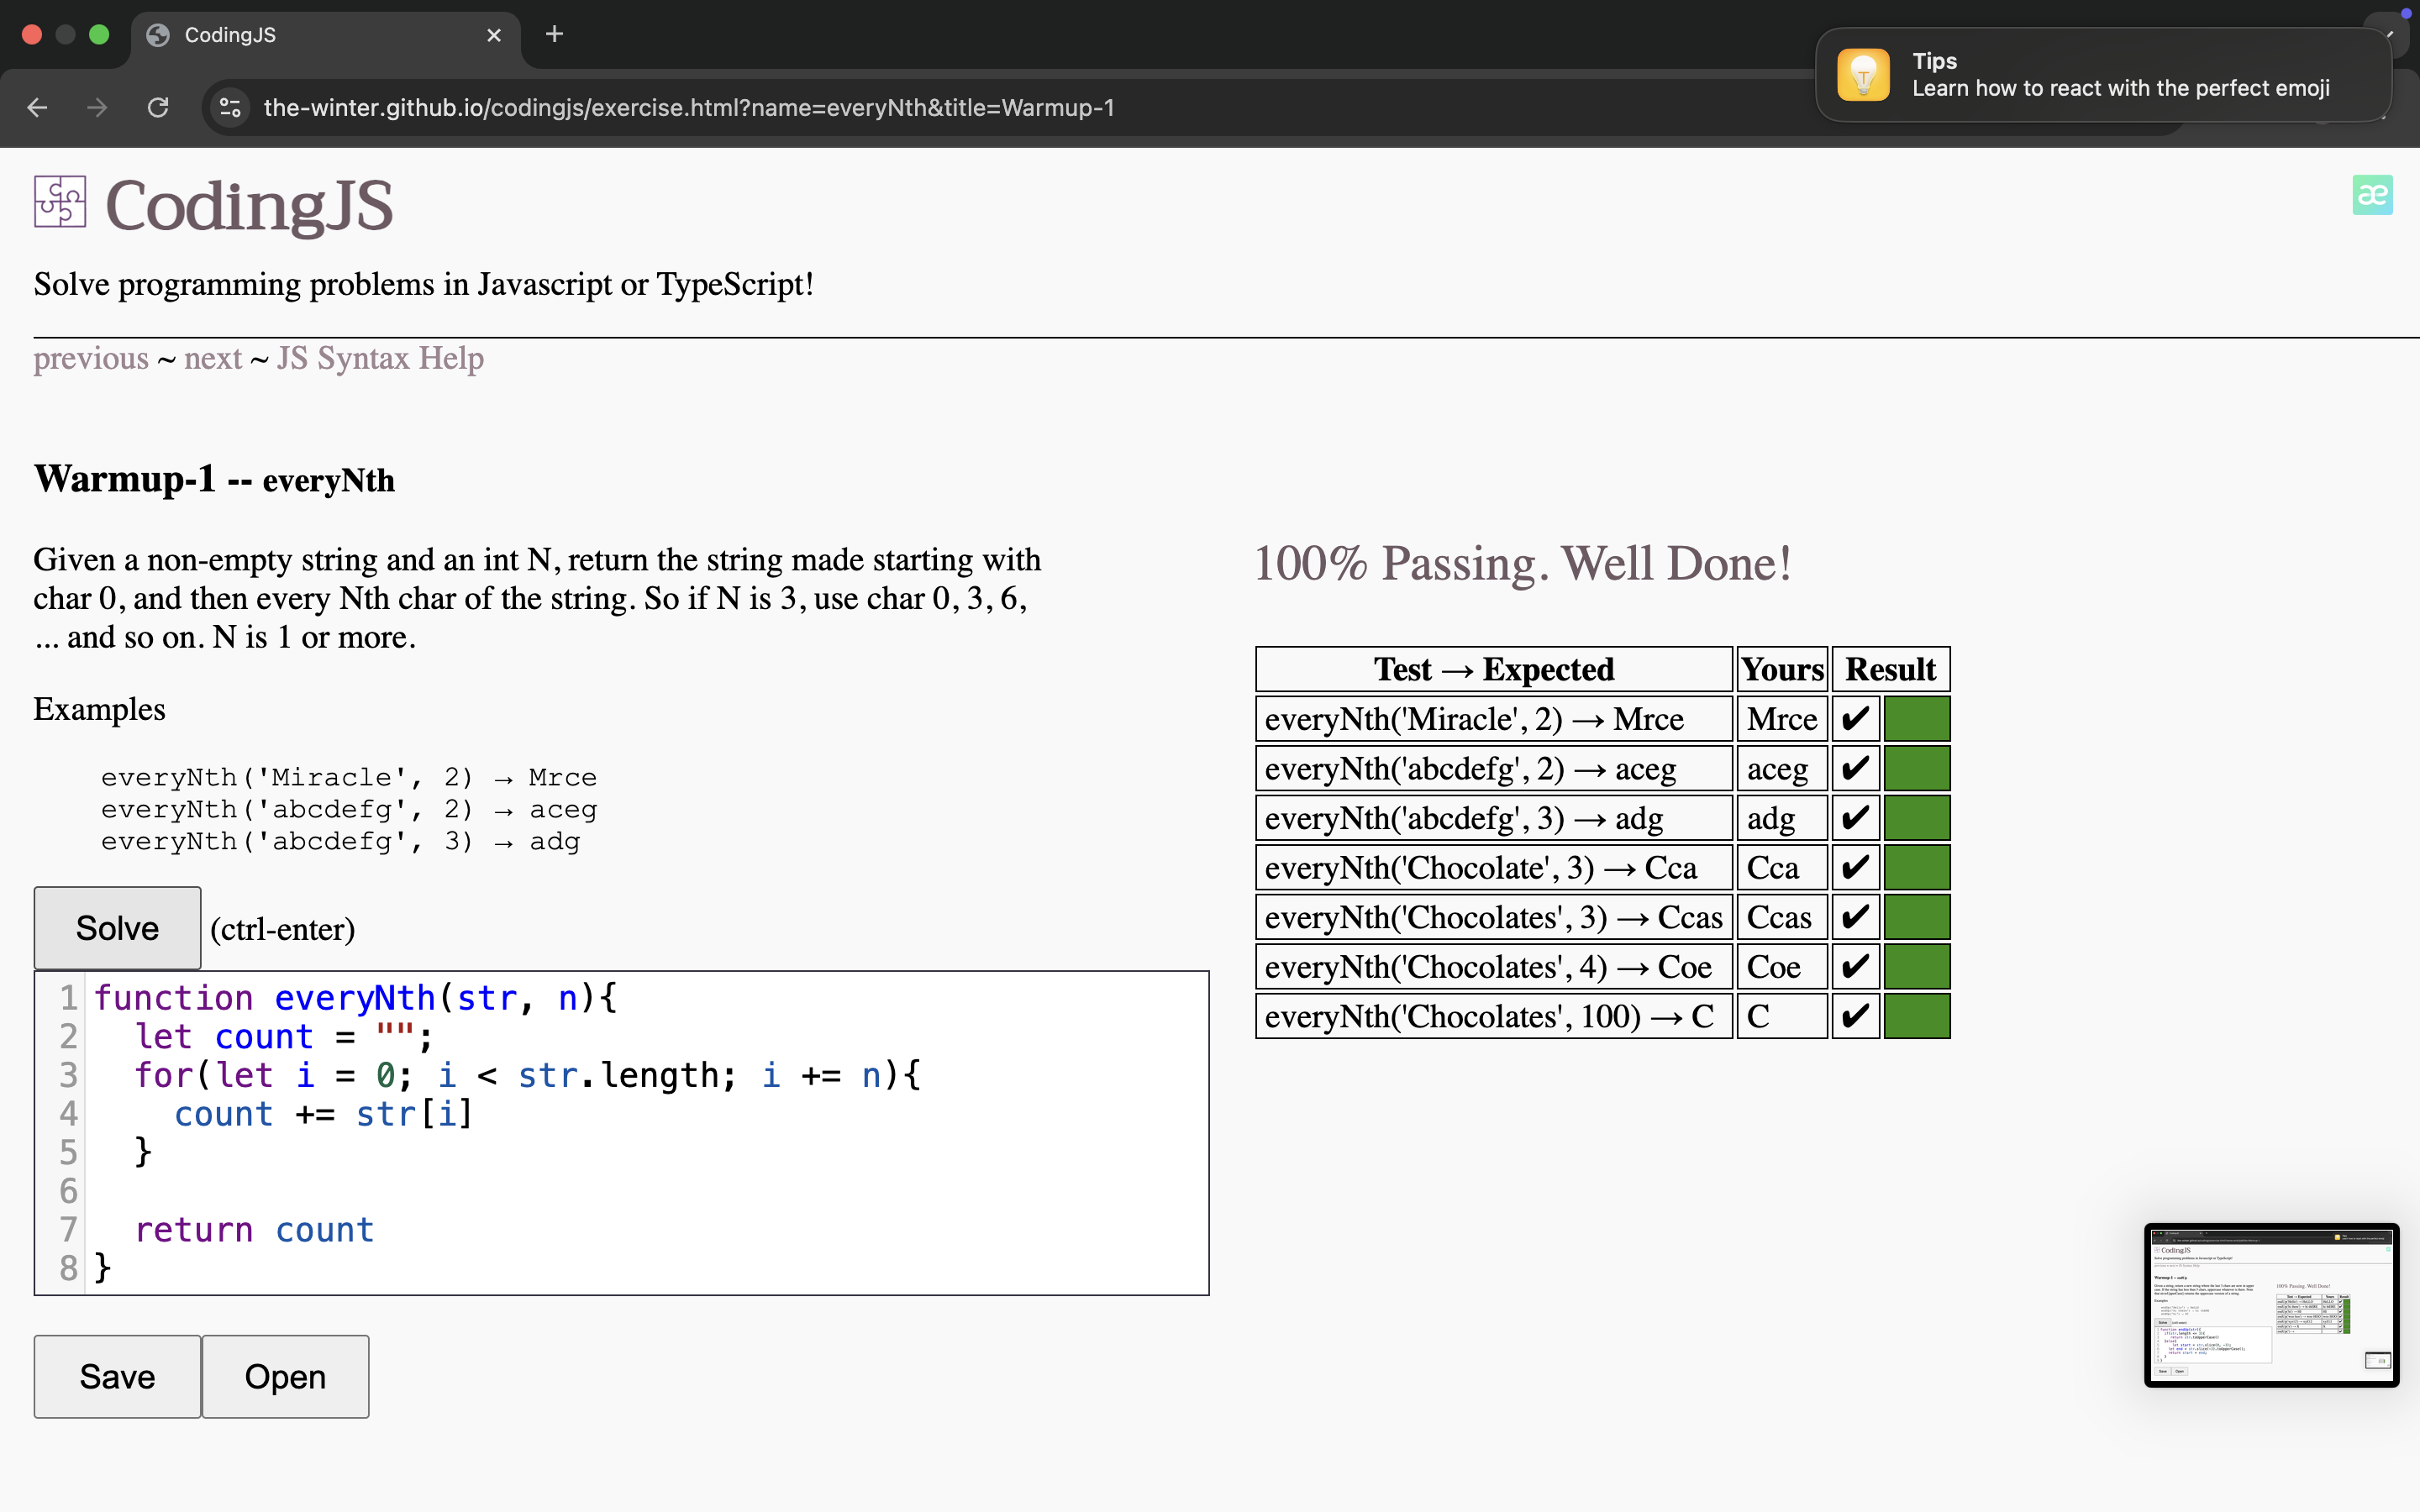 CodingJS
Tips
Learn how to react with the perfect emoji
the-winter.github.io/codingjs/exercise.html?name=everyNth&title=Warmup-1
CodingJS
æ
Solve programming problems in Javascript or TypeScript!
previous ~ next ~ JS Syntax Help
Warmup-1 -- everyNth
Given a non-empty string and an int N, return the string made starting with
char 0, and then every Nth char of the string. So if N is 3, use char 0, 3, 6,
... and so on. N is 1 or more.
Examples
everyNth('Miracle', 2) → Mrce
everyNth('abcdefg', 2) → aceg
everyNth('abcdefg', 3) → adg
Solve (ctrl-enter)
1 function everyNth(str, n){
2   let count = "";
3   for(let i = 0; i < str.length; i += n){
4     count += str[i]
5   }
6
7   return count
8 }
Save Open
100% Passing. Well Done!
Test → Expected Yours Result
everyNth('Miracle', 2) → Mrce Mrce ✔
everyNth('abcdefg', 2) → aceg aceg ✔
everyNth('abcdefg', 3) → adg adg ✔
everyNth('Chocolate', 3) → Cca Cca ✔
everyNth('Chocolates', 3) → Ccas Ccas ✔
everyNth('Chocolates', 4) → Coe Coe ✔
everyNth('Chocolates', 100) → C C ✔
CodingJS